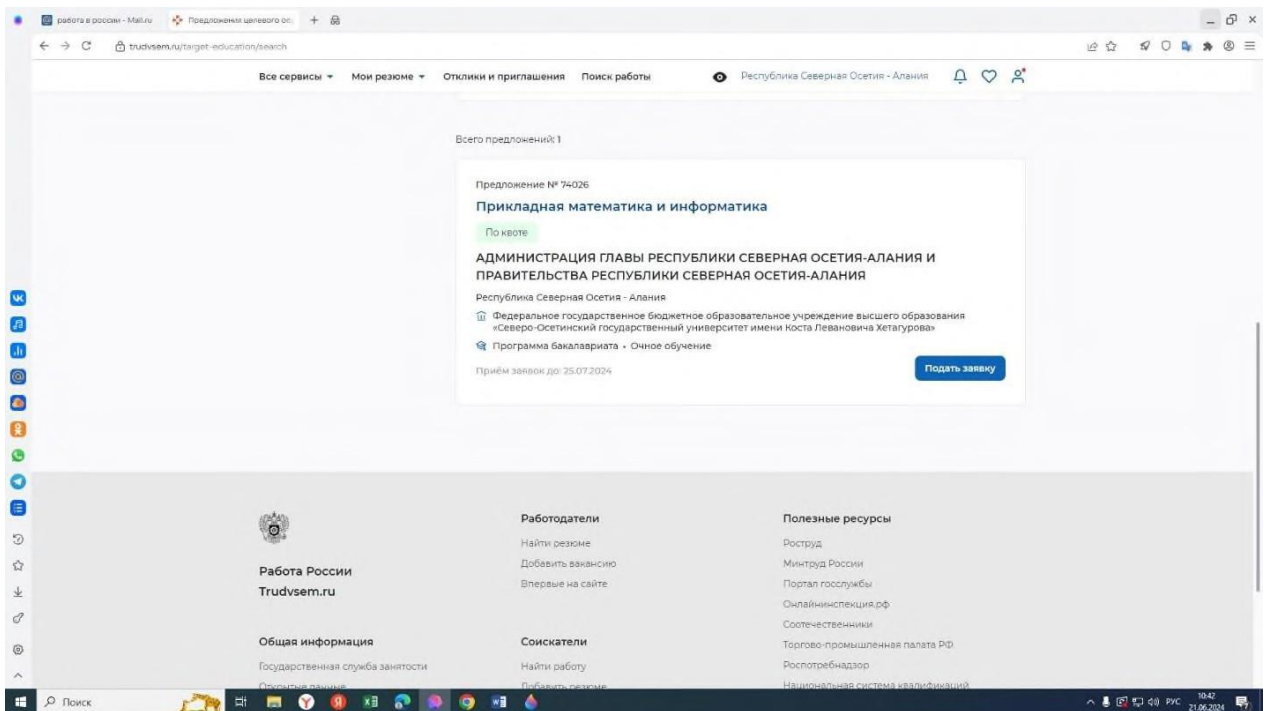 работа в россии - Mail.ru
Предложения целевого об
trudvsem.ru/target-education/search
Все сервисы
Мои резюме
Отклики и приглашения
Поиск работы
Республика Северная Осетия - Алания
Всего предложений: 1
Предложение № 74026
Прикладная математика и информатика
По квоте
АДМИНИСТРАЦИЯ ГЛАВЫ РЕСПУБЛИКИ СЕВЕРНАЯ ОСЕТИЯ-АЛАНИЯ И
ПРАВИТЕЛЬСТВА РЕСПУБЛИКИ СЕВЕРНАЯ ОСЕТИЯ-АЛАНИЯ
Республика Северная Осетия - Алания
Федеральное государственное бюджетное образовательное учреждение высшего образования
«Северо-Осетинский государственный университет имени Коста Левановича Хетагурова»
Программа бакалавриата • Очное обучение
Приём заявок до: 25.07.2024
Подать заявку
Работа России
Trudvsem.ru
Работодатели
Найти резюме
Добавить вакансию
Впервые на сайте
Полезные ресурсы
Роструд
Минтруд России
Портал госслужбы
Онлайнинспекция.рф
Соотечественники
Торгово-промышленная палата РФ
Роспотребнадзор
Национальная система квалификаций
Общая информация
Государственная служба занятости
Открытые данные
Соискатели
Найти работу
Добавить резюме
Поиск
РУС
10:42
21.06.2024